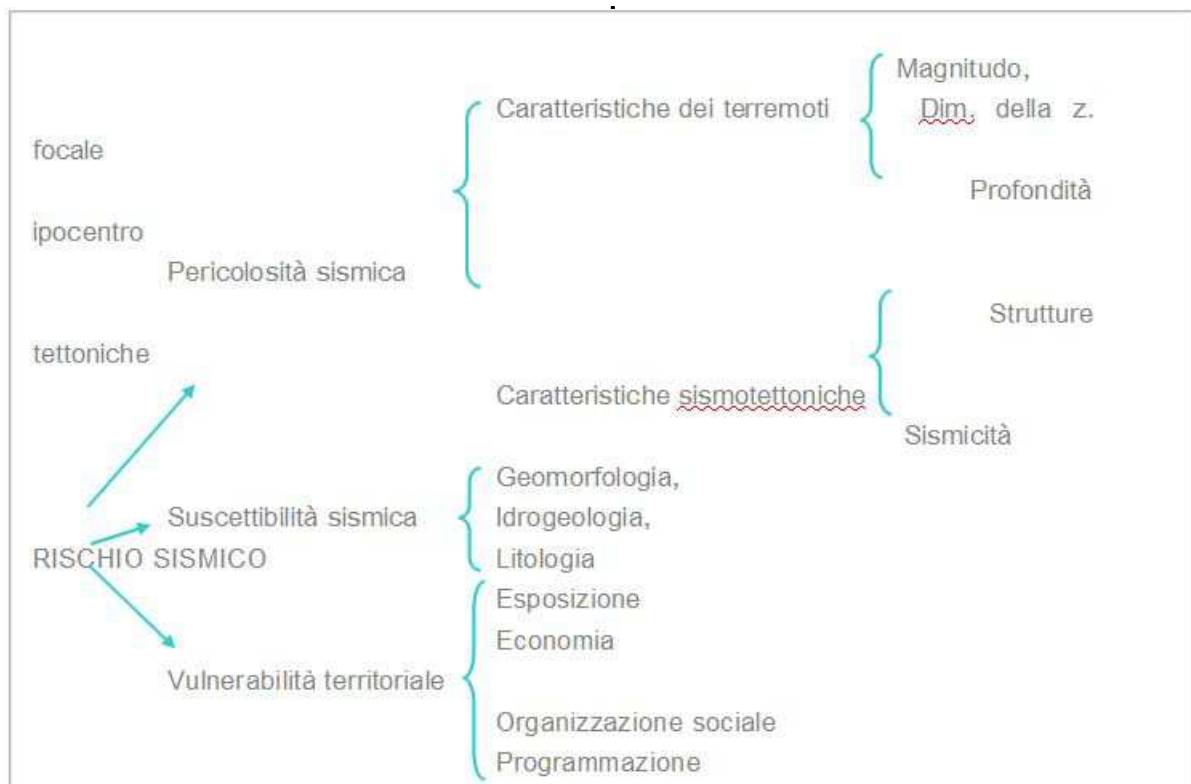 Magnitudo,
Caratteristiche dei terremoti Dim. della z.
focale
Profondità
ipocentro
Pericolosità sismica
Strutture
tettoniche
Caratteristiche sismotettoniche
Sismicità
Geomorfologia,
Suscettibilità sismica Idrogeologia,
RISCHIO SISMICO Litologia
Esposizione
Economia
Vulnerabilità territoriale
Organizzazione sociale
Programmazione